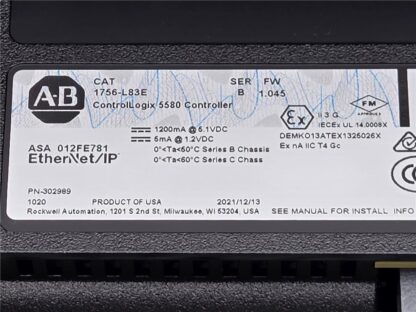 A-B
CAT SER FW
1756-L83E B 1.045
ControlLogix 5580 Controller
1200mA @ 5.1VDC
5mA @ 1.2VDC
0°<Ta<60°C Series B Chassis
0°<Ta<50°C Series C Chass
ASA 012FE781
EtherNet/IP
Ex
II 3 G
IECEx UL 14.0008X
DEMKO13ATEX1325026X
Ex nA IIC T4 Gc
FM
APPROVED
PN-302989
1020 PRODUCT OF USA 2021/12/13
Rockwell Automation, 1201 S 2nd St, Milwaukee, WI 53204, USA
SEE MANUAL FOR INSTALL INFO